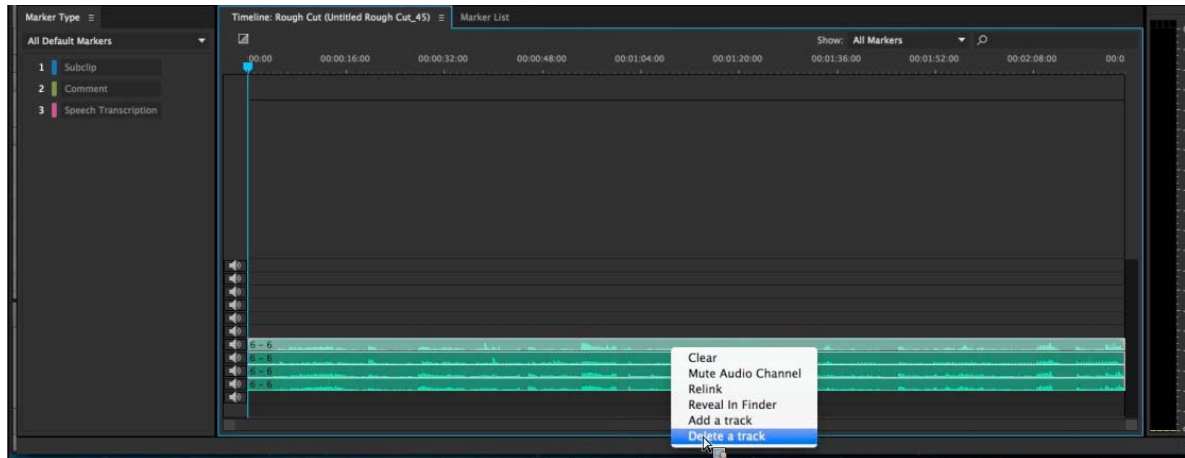 Marker Type
All Default Markers
1 Subclip
2 Comment
3 Speech Transcription
Timeline: Rough Cut (Untitled Rough Cut_45) Marker List
Show: All Markers
00:00 00:00:16:00 00:00:32:00 00:00:48:00 00:01:04:00 00:01:20:00 00:01:36:00 00:01:52:00 00:02:08:00 00:0
6 - 6
6 - 6
6 - 6
6 - 6
Clear
Mute Audio Channel
Relink
Reveal In Finder
Add a track
Delete a track